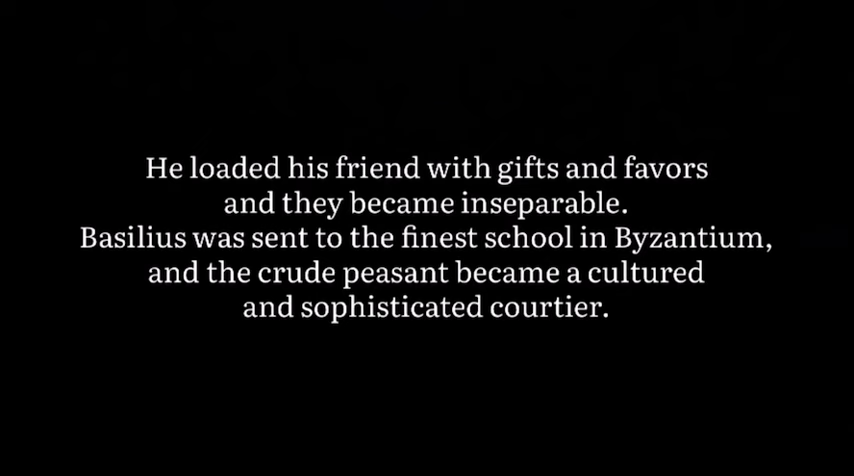 He loaded his friend with gifts and favors
and they became inseparable.
Basilius was sent to the finest school in Byzantium,
and the crude peasant became a cultured
and sophisticated courtier.